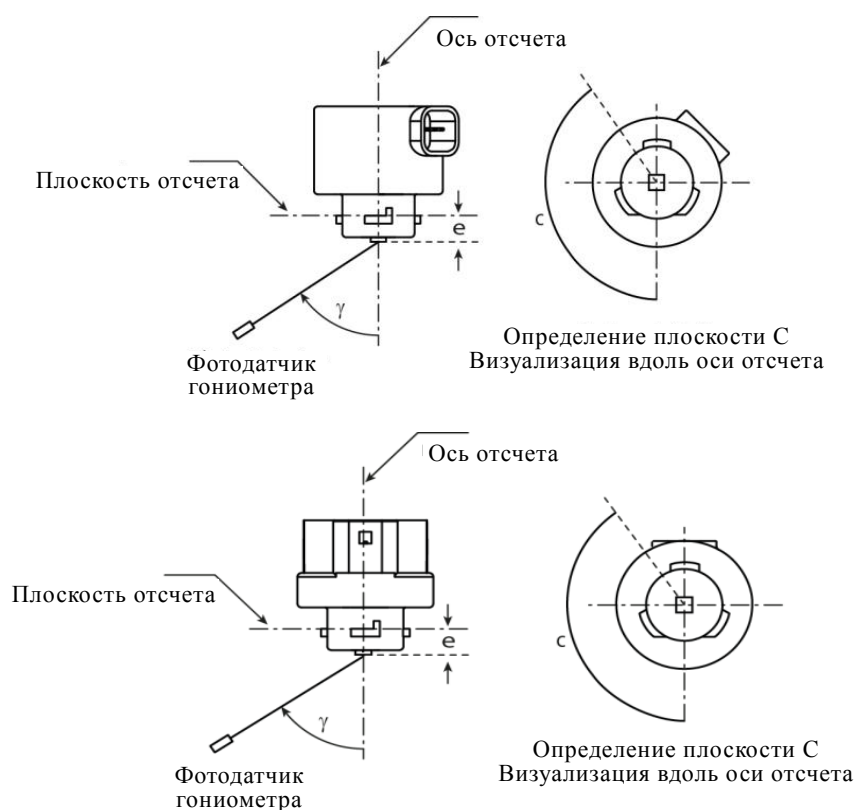 Ось отсчета
Плоскость отсчета
e
c
γ
Фотодатчик
гониометра
Определение плоскости С
Визуализация вдоль оси отсчета
Ось отсчета
Плоскость отсчета
e
c
γ
Фотодатчик
гониометра
Определение плоскости С
Визуализация вдоль оси отсчета